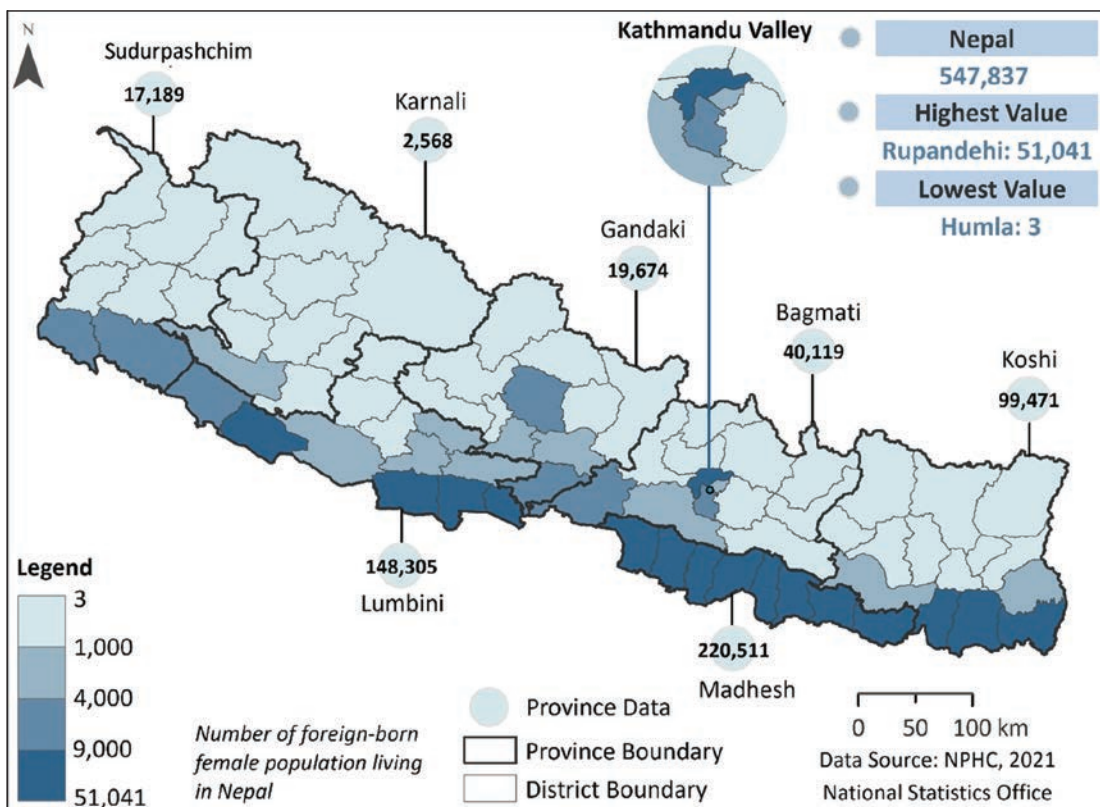 N
Sudurpashchim
17,189
Karnali
2,568
Kathmandu Valley
Nepal
547,837
Highest Value
Rupandehi: 51,041
Lowest Value
Humla: 3
Gandaki
19,674
Bagmati
40,119
Koshi
99,471
148,305
Lumbini
220,511
Madhesh
Legend
3
1,000
4,000
9,000
51,041
Number of foreign-born
female population living
in Nepal
Province Data
Province Boundary
District Boundary
0 50 100 km
Data Source: NPHC, 2021
National Statistics Office